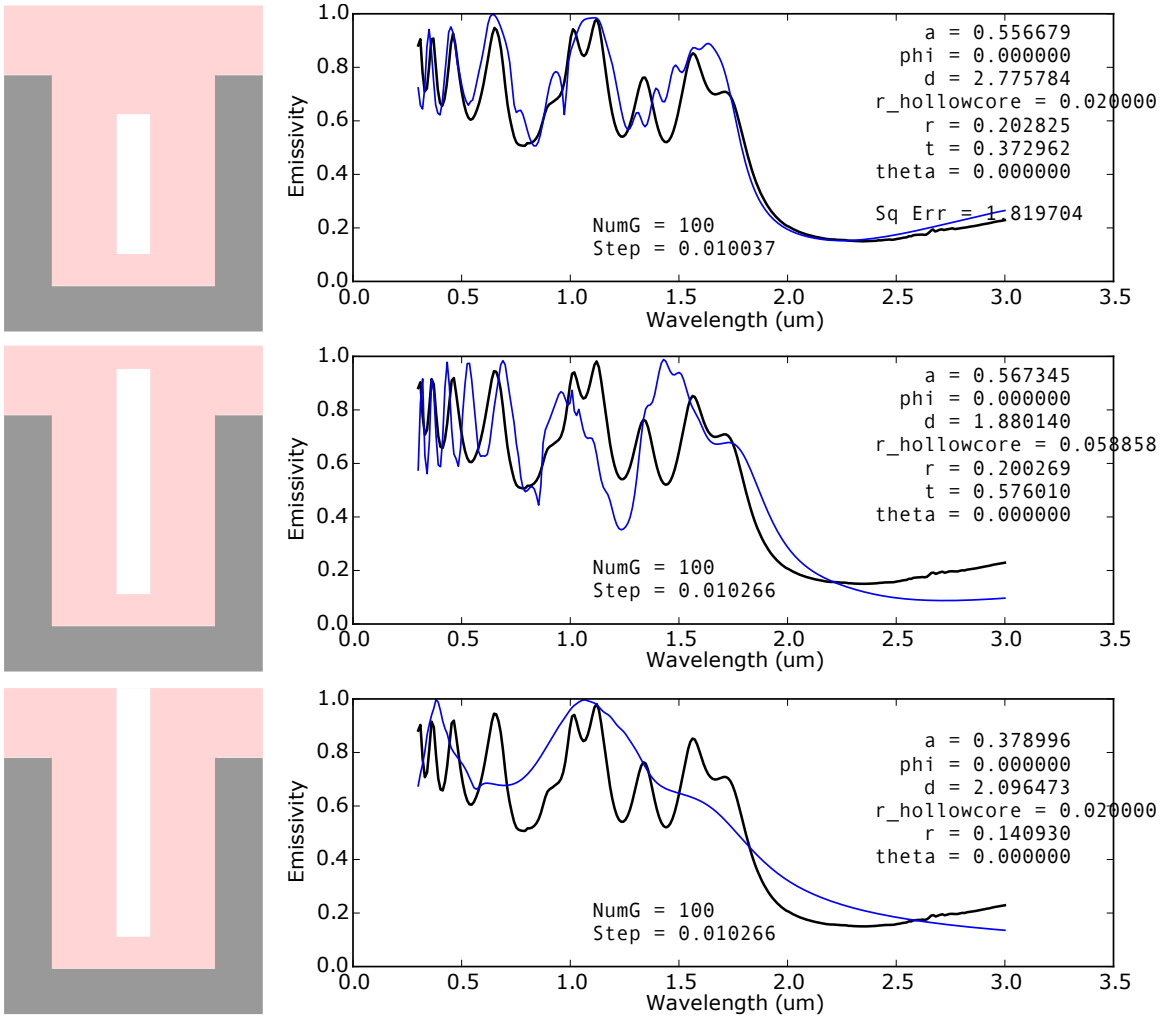 1.0
0.8
0.6
0.4
0.2
0.0
Emissivity
a = 0.556679
phi = 0.000000
d = 2.775784
r_hollowcore = 0.020000
r = 0.202825
t = 0.372962
theta = 0.000000
Sq Err = 1.819704
NumG = 100
Step = 0.010037
0.0 0.5 1.0 1.5 2.0 2.5 3.0 3.5
Wavelength (um)
1.0
0.8
0.6
0.4
0.2
0.0
Emissivity
a = 0.567345
phi = 0.000000
d = 1.880140
r_hollowcore = 0.058858
r = 0.200269
t = 0.576010
theta = 0.000000
NumG = 100
Step = 0.010266
0.0 0.5 1.0 1.5 2.0 2.5 3.0 3.5
Wavelength (um)
1.0
0.8
0.6
0.4
0.2
0.0
Emissivity
a = 0.378996
phi = 0.000000
d = 2.096473
r_hollowcore = 0.020000
r = 0.140930
theta = 0.000000
NumG = 100
Step = 0.010266
0.0 0.5 1.0 1.5 2.0 2.5 3.0 3.5
Wavelength (um)